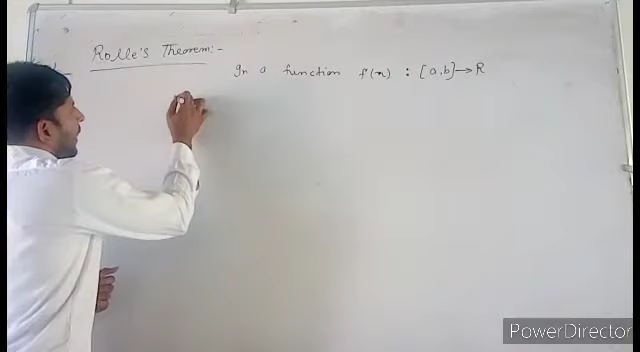 Rolle's Theorem:-
In a function f(x) : [a,b]→R
PowerDirector